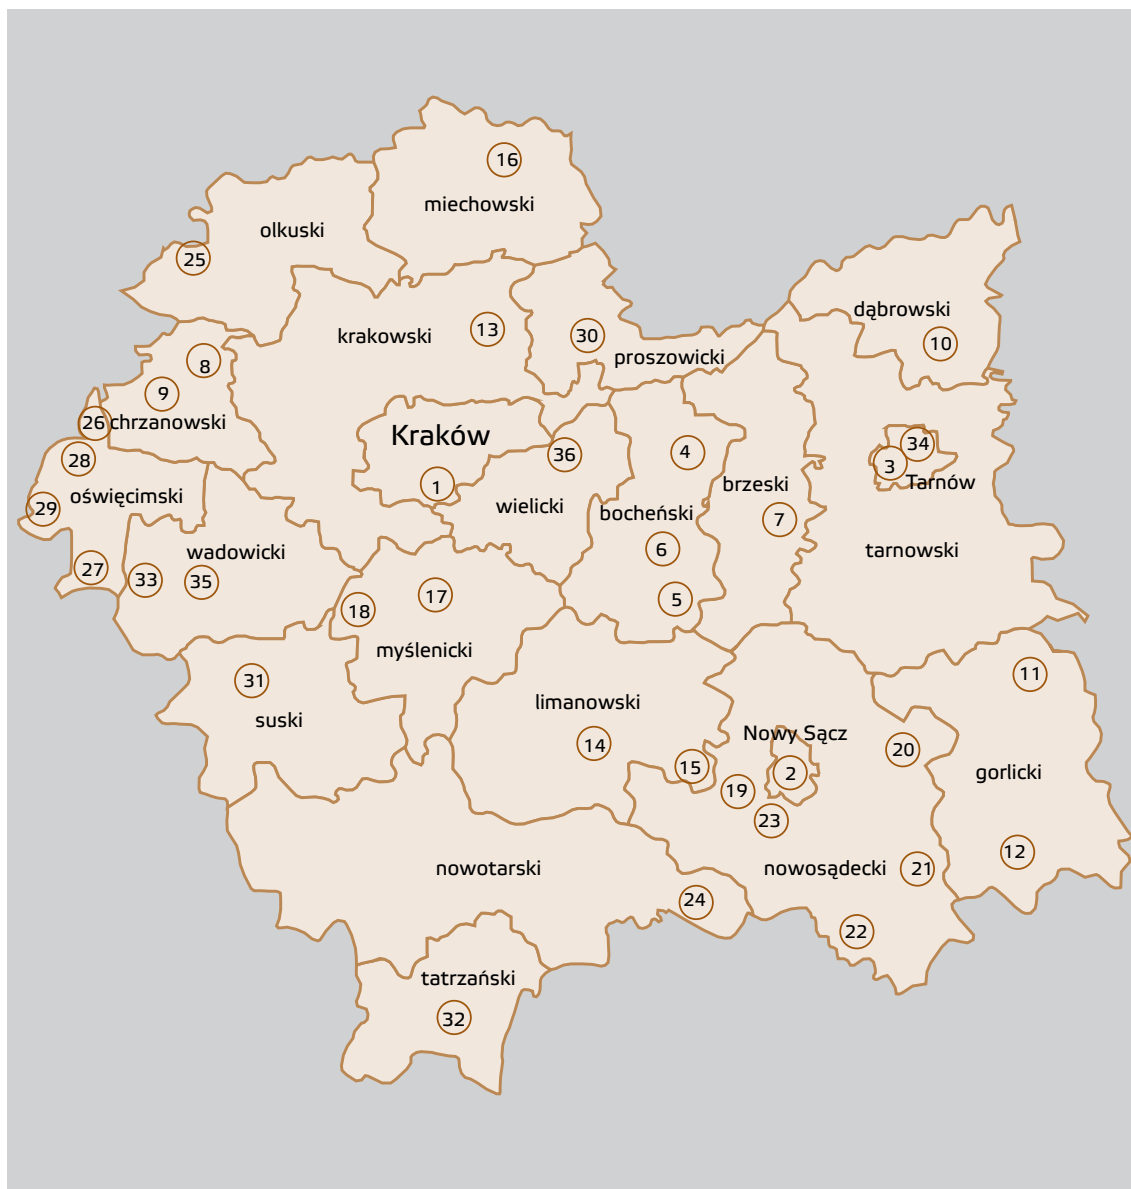 16
miechowski
olkuski
25
dąbrowski
krakowski
13
30
10
proszowicki
8
9
26
chrzanowski
Kraków
34
4
36
28
3
Tarnów
1
brzeski
oświęcimski
29
wielicki
bocheński
7
wadowicki
6
tarnowski
27
33
35
17
5
18
myślenicki
11
31
limanowski
suski
Nowy Sącz
14
20
15
2
gorlicki
19
23
12
nowotarski
nowosądecki
21
24
22
tatrzański
32